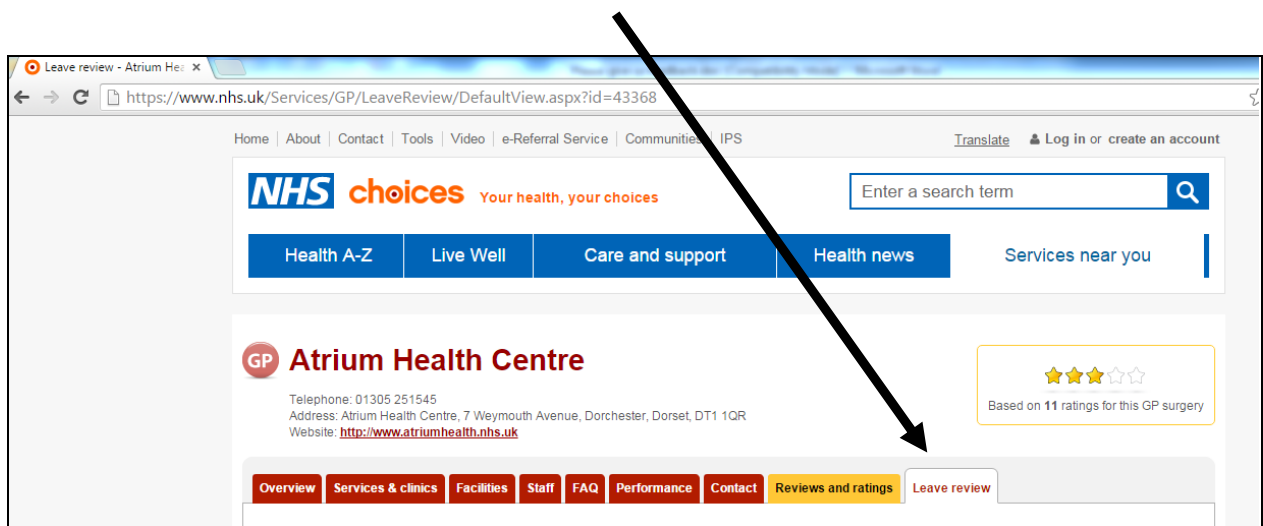 Leave review - Atrium Hea ×
https://www.nhs.uk/Services/GP/LeaveReview/DefaultView.aspx?id=43368
Home | About | Contact | Tools | Video | e-Referral Service | Communities | IPS Translate Log in or create an account
NHS choices Your health, your choices Enter a search term
Health A-Z Live Well Care and support Health news Services near you
GP Atrium Health Centre
Telephone: 01305 251545
Address: Atrium Health Centre, 7 Weymouth Avenue, Dorchester, Dorset, DT1 1QR
Website: http://www.atriumhealth.nhs.uk
Based on 11 ratings for this GP surgery
Overview Services & clinics Facilities Staff FAQ Performance Contact Reviews and ratings Leave review